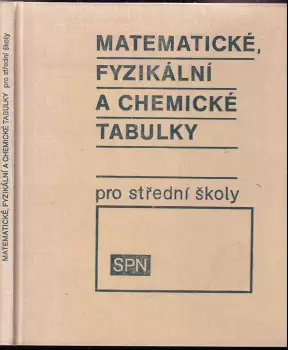 MATEMATICKÉ, FYZIKÁLNÍ A CHEMICKÉ TABULKY pro střední školy
MATEMATICKÉ,
FYZIKÁLNÍ
A CHEMICKÉ
TABULKY
pro střední školy
SPN